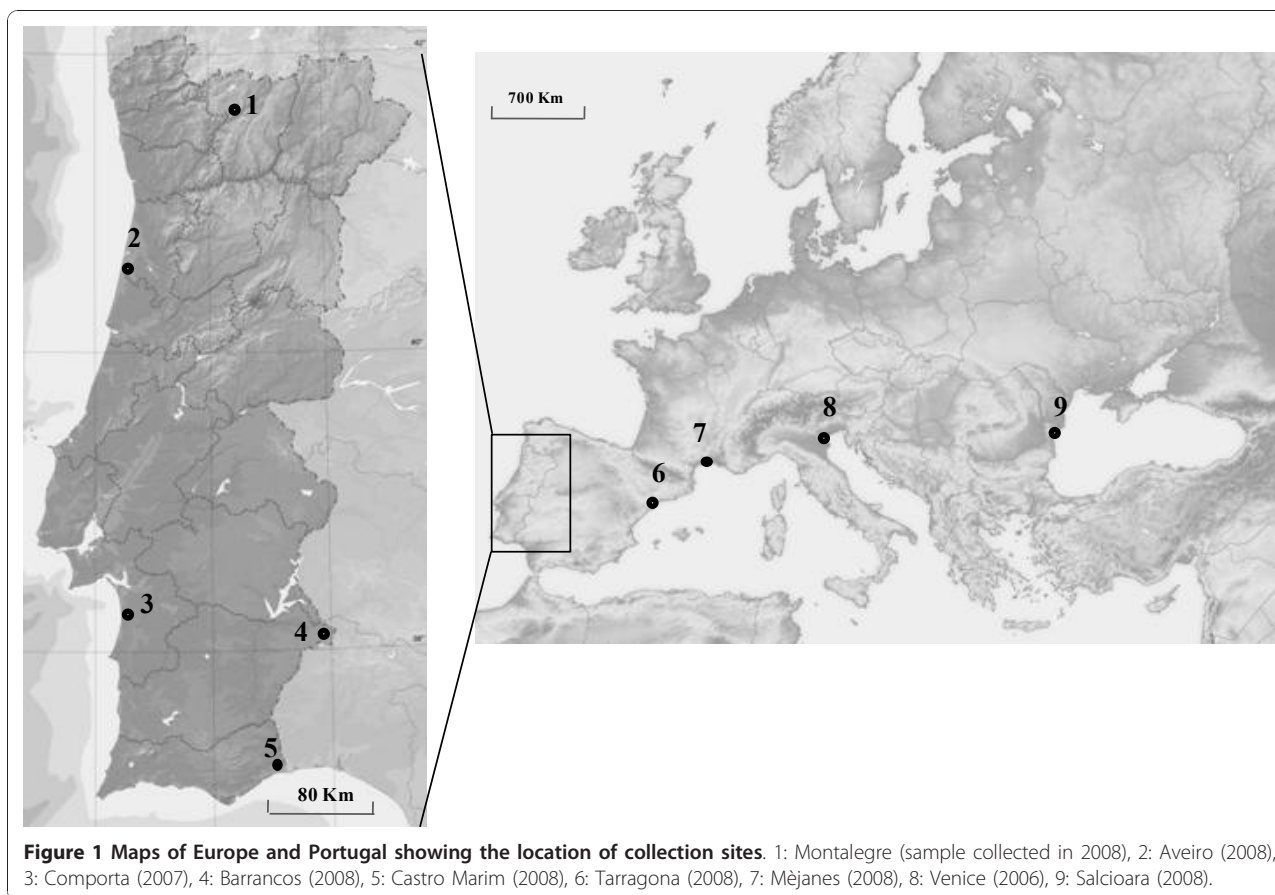 1
2
3
4
5
80 Km
700 Km
6
7
8
9
Figure 1 Maps of Europe and Portugal showing the location of collection sites. 1: Montalegre (sample collected in 2008), 2: Aveiro (2008),
3: Comporta (2007), 4: Barrancos (2008), 5: Castro Marim (2008), 6: Tarragona (2008), 7: Mèjanes (2008), 8: Venice (2006), 9: Salcioara (2008).